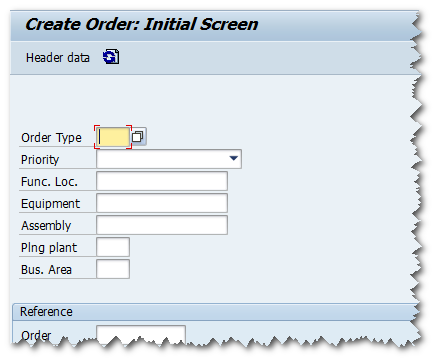 Create Order: Initial Screen
Header data
Order Type
Priority
Func. Loc.
Equipment
Assembly
Plng plant
Bus. Area
Reference
Order